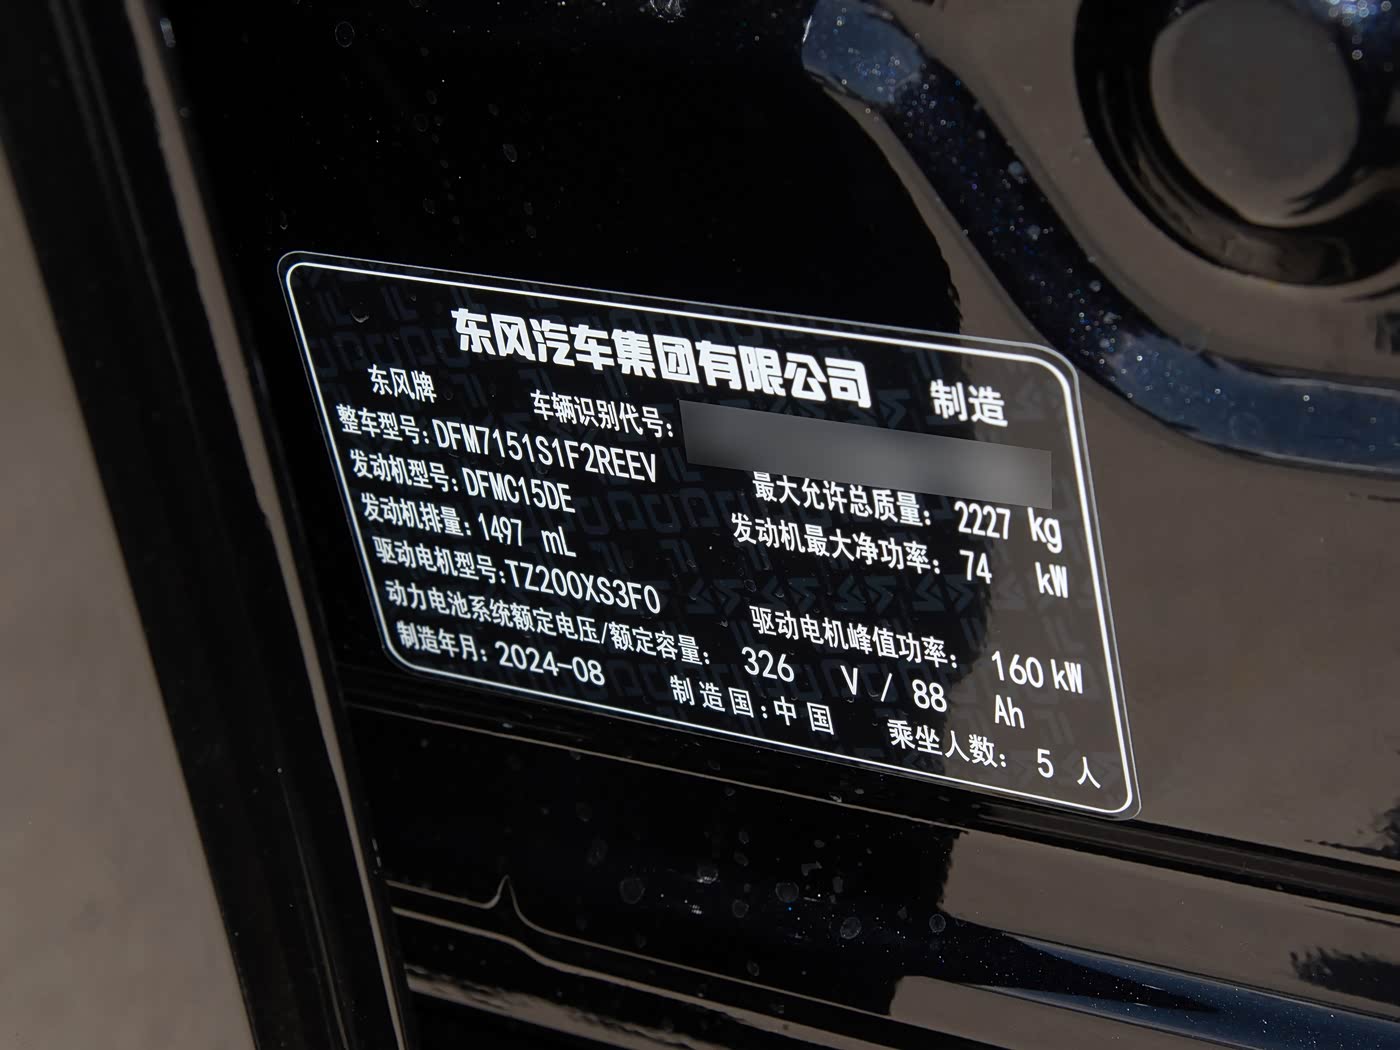 东风汽车集团有限公司 制造
东风牌 车辆识别代号:
整车型号:DFM7151S1F2REEV 最大允许总质量: 2227 kg
发动机型号:DFMC15DE 发动机最大净功率: 74 kW
发动机排量:1497 mL
驱动电机型号:TZ200XS3F0 驱动电机峰值功率: 160 kW
动力电池系统额定电压/额定容量: 326 V / 88 Ah
制造年月:2024-08 制造国:中国 乘坐人数: 5 人